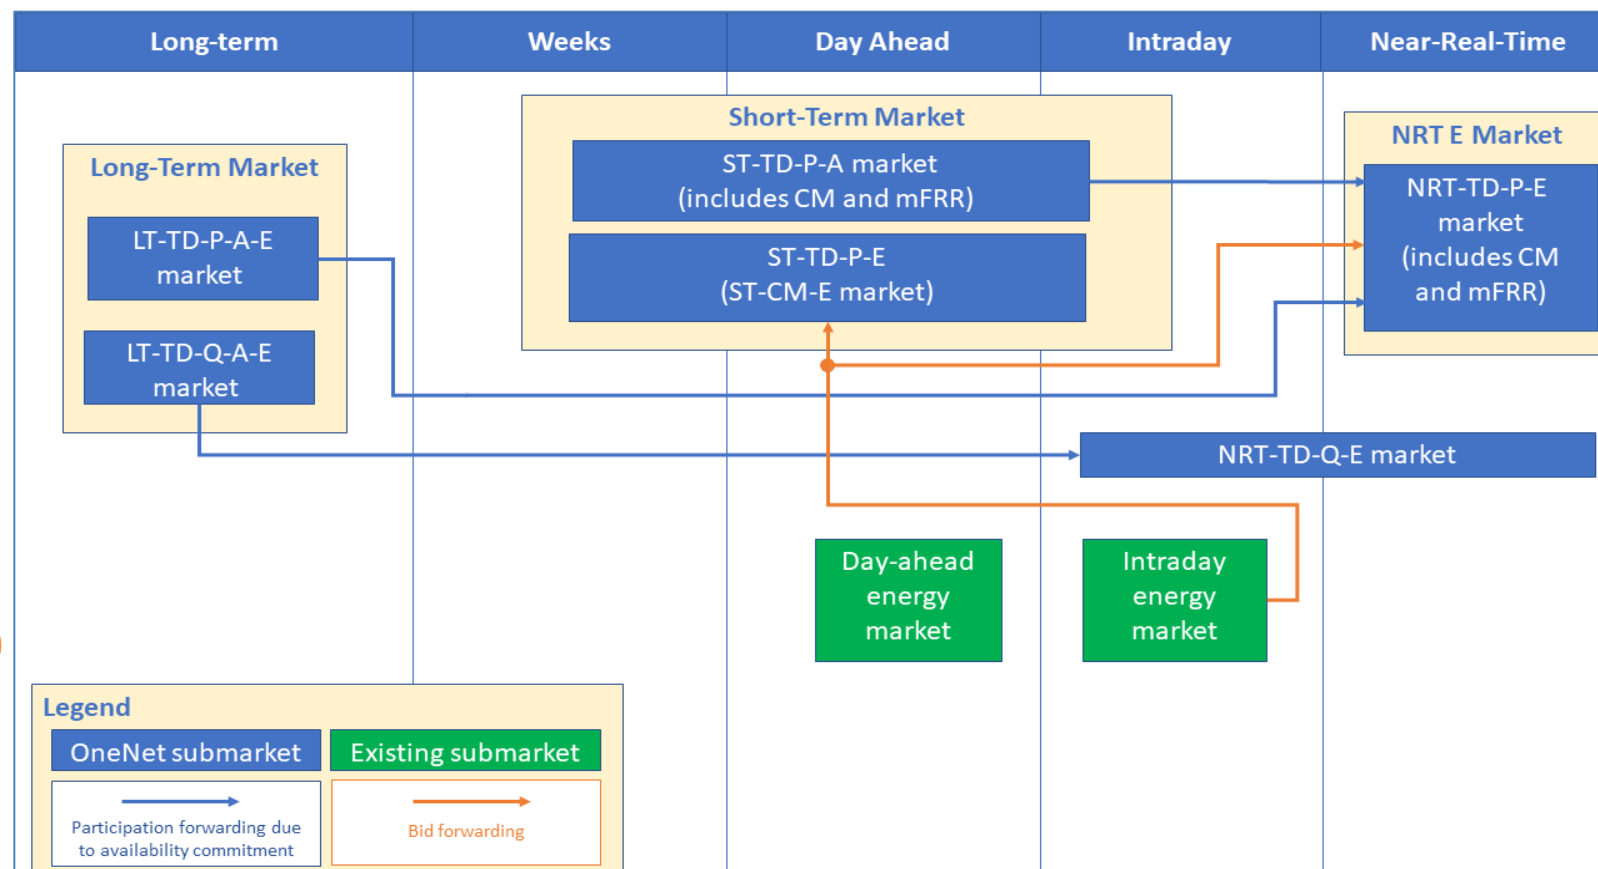 Long-term
Weeks
Day Ahead
Intraday
Near-Real-Time
Long-Term Market
LT-TD-P-A-E
market
LT-TD-Q-A-E
market
Short-Term Market
ST-TD-P-A market
(includes CM and mFRR)
ST-TD-P-E
(ST-CM-E market)
NRT E Market
NRT-TD-P-E
market
(includes CM
and mFRR)
NRT-TD-Q-E market
Day-ahead
energy
market
Intraday
energy
market
Legend
OneNet submarket
Existing submarket
Participation forwarding due
to availability commitment
Bid forwarding